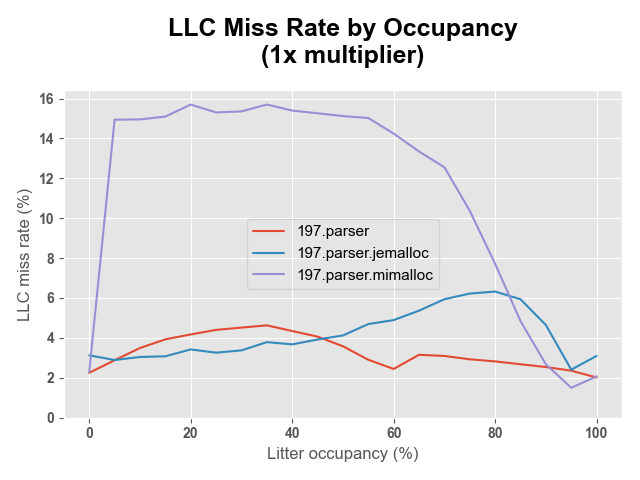 LLC Miss Rate by Occupancy
(1x multiplier)
LLC miss rate (%)
16
14
12
10
8
6
4
2
0
197.parser
197.parser.jemalloc
197.parser.mimalloc
0 20 40 60 80 100
Litter occupancy (%)